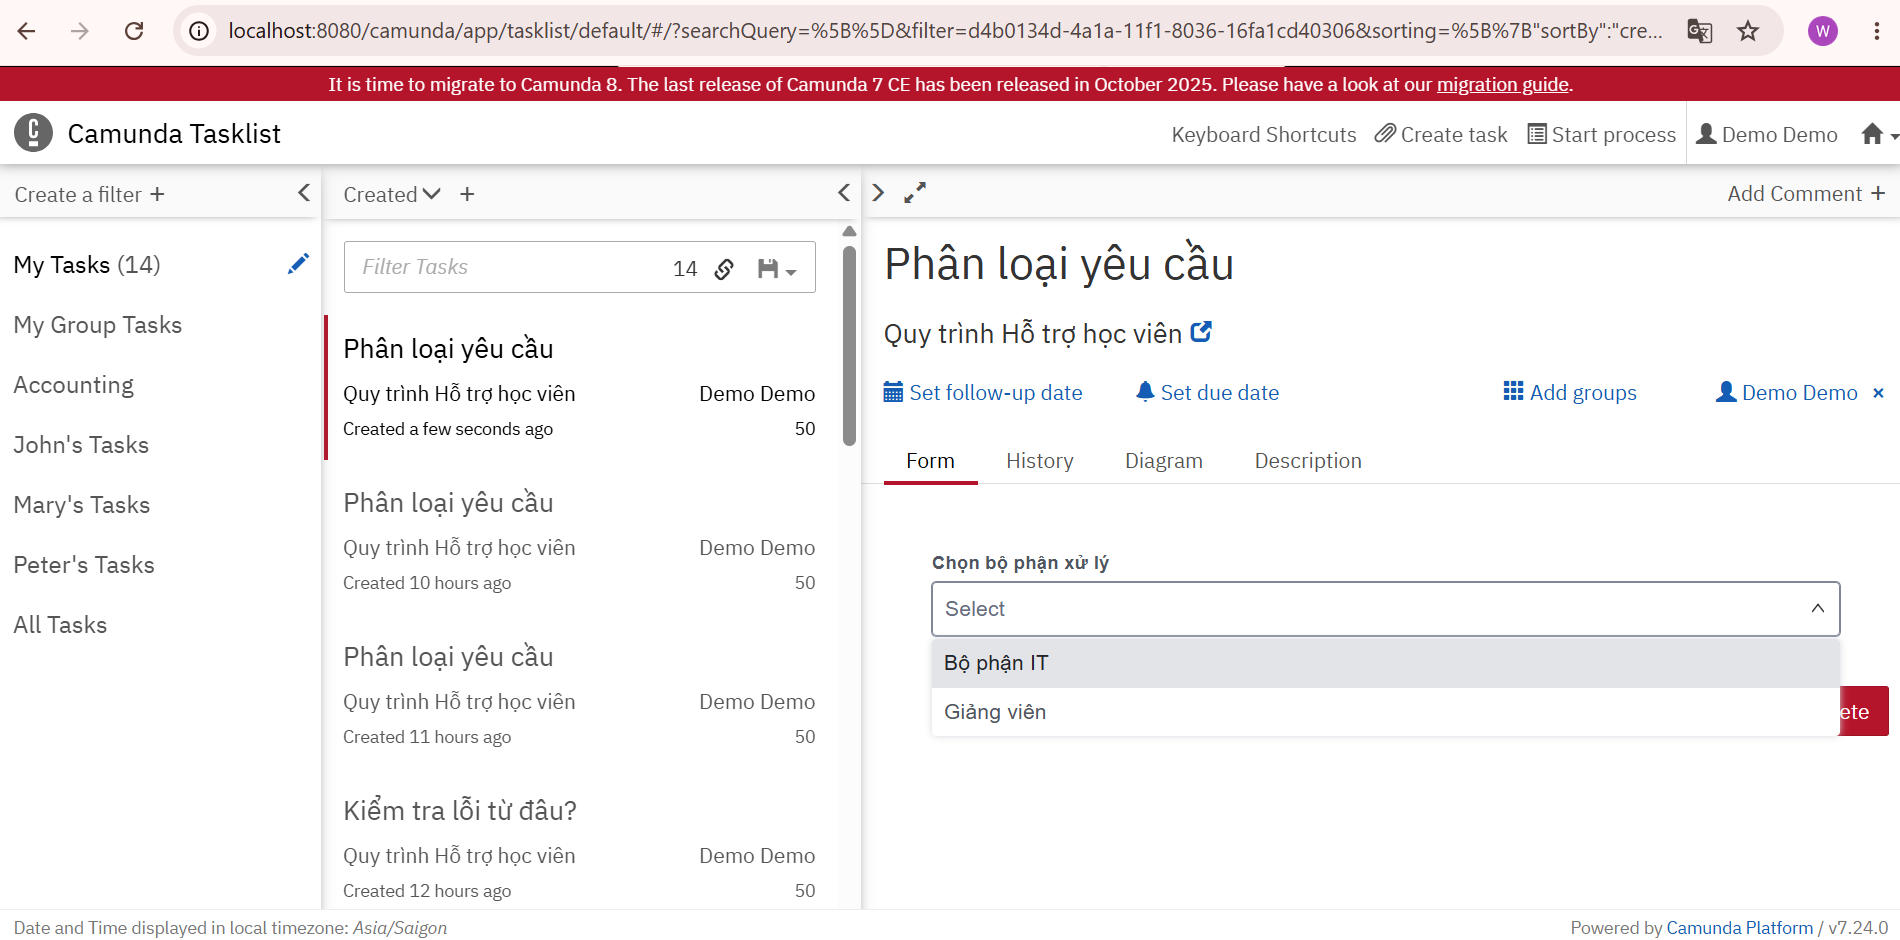 localhost:8080/camunda/app/tasklist/default/#/?searchQuery=%5B%5D&filter=d4b0134d-4a1a-11f1-8036-16fa1cd40306&sorting=%5B%7B"sortBy":"cre...
W
It is time to migrate to Camunda 8. The last release of Camunda 7 CE has been released in October 2025. Please have a look at our migration guide.
Camunda Tasklist
Keyboard Shortcuts
Create task
Start process
Demo Demo
Create a filter +
Created +
Add Comment +
My Tasks (14)
My Group Tasks
Accounting
John's Tasks
Mary's Tasks
Peter's Tasks
All Tasks
Filter Tasks 14
Phân loại yêu cầu
Quy trình Hỗ trợ học viên Demo Demo
Created a few seconds ago 50
Phân loại yêu cầu
Quy trình Hỗ trợ học viên Demo Demo
Created 10 hours ago 50
Phân loại yêu cầu
Quy trình Hỗ trợ học viên Demo Demo
Created 11 hours ago 50
Kiểm tra lỗi từ đâu?
Quy trình Hỗ trợ học viên Demo Demo
Created 12 hours ago 50
Phân loại yêu cầu
Quy trình Hỗ trợ học viên
Set follow-up date
Set due date
Add groups
Demo Demo ×
Form
History
Diagram
Description
Chọn bộ phận xử lý
Select
Bộ phận IT
Giảng viên
ete
Date and Time displayed in local timezone: Asia/Saigon
Powered by Camunda Platform / v7.24.0